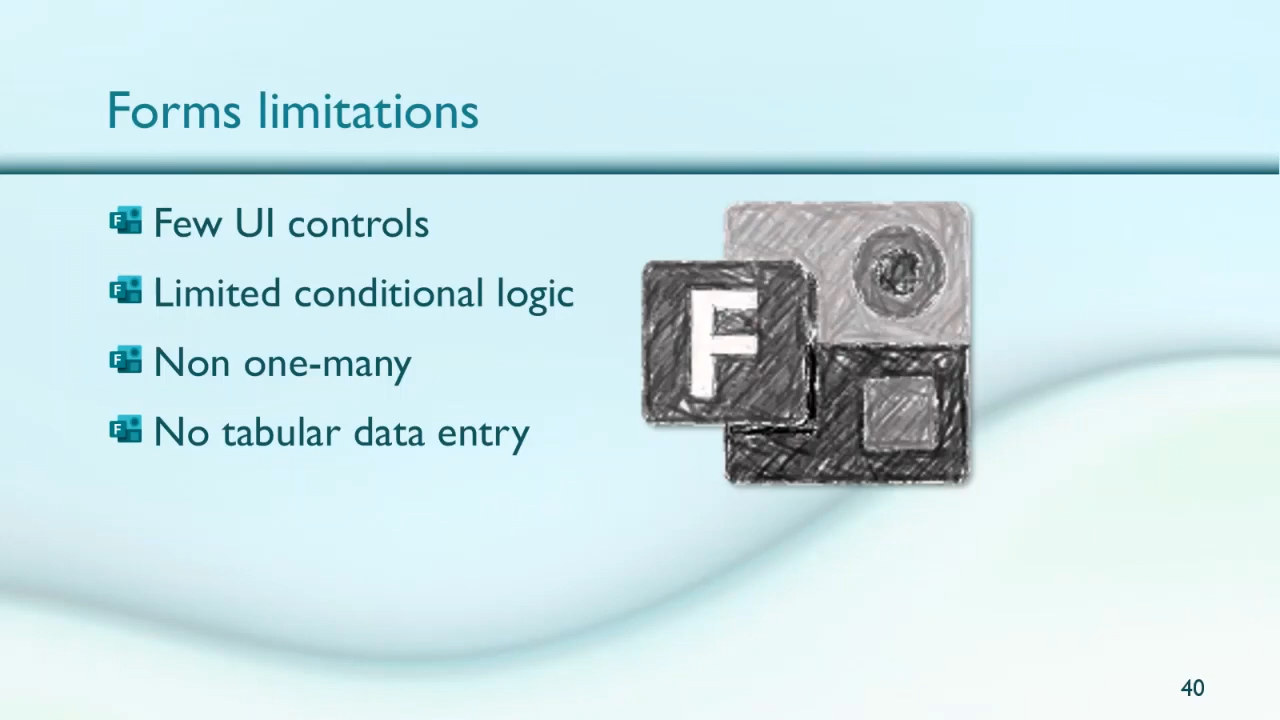 Forms limitations
Few UI controls
Limited conditional logic
Non one-many
No tabular data entry
F
40